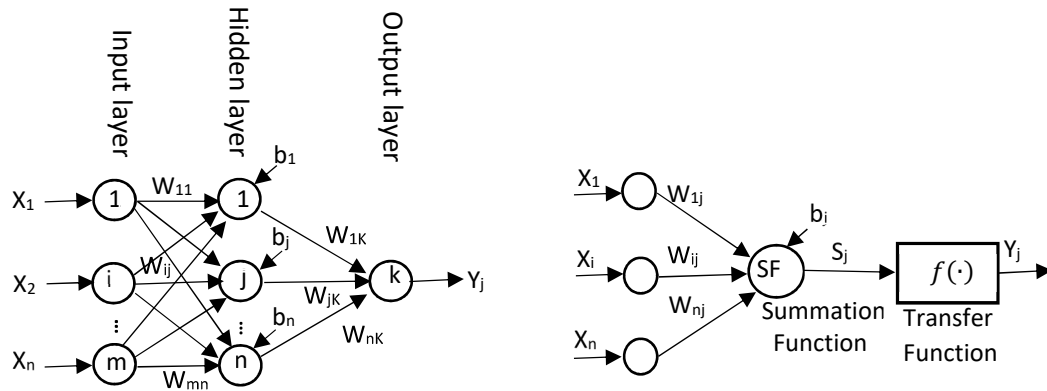 Input layer
Hidden layer
Output layer
b1
X1
1
W11
1
W1K
bj
X2
i
Wij
j
WjK
k
Yj
bn
WnK
Xn
m
Wmn
n
X1
W1j
bj
Xi
Wij
SF
Sj
f(·)
Yj
Wnj
Xn
Summation
Function
Transfer
Function